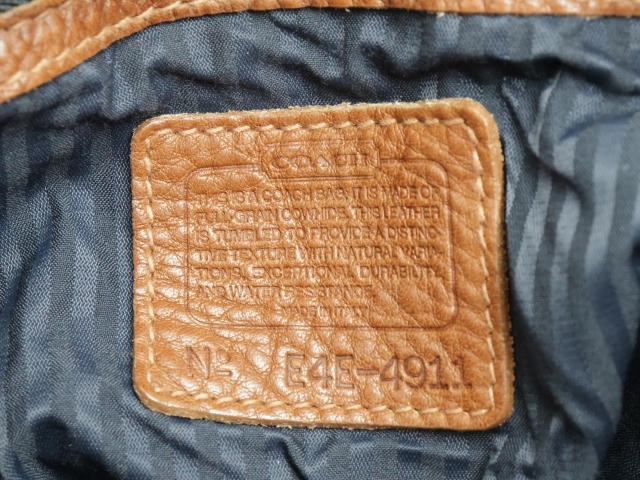 COACH
THIS IS A COACH BAG. IT IS MADE OF
FULL GRAIN COWHIDE. THIS LEATHER
IS TUMBLED TO PROVIDE A DISTINC-
TIVE TEXTURE WITH NATURAL VARIA-
TIONS, EXCEPTIONAL DURABILITY,
AND WATER RESISTANCE.
MADE IN ITALY
No E4E-4911